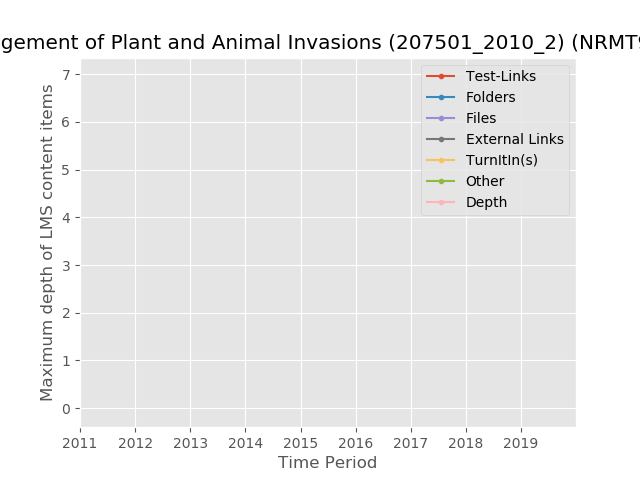 gement of Plant and Animal Invasions (207501_2010_2) (NRMT9
Maximum depth of LMS content items
7
6
5
4
3
2
1
0
Test-Links
Folders
Files
External Links
TurnItIn(s)
Other
Depth
2011 2012 2013 2014 2015 2016 2017 2018 2019
Time Period